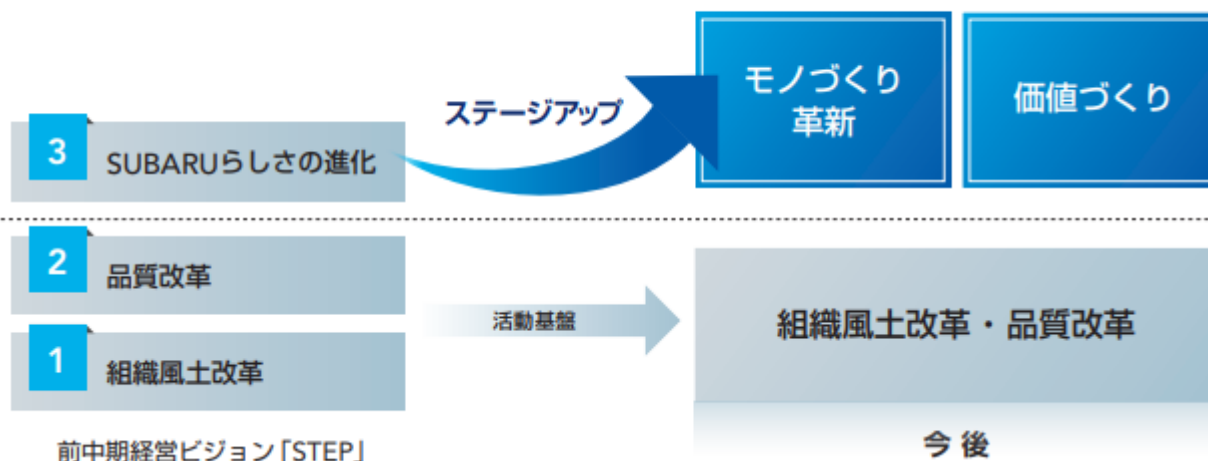 モノづくり
革新
価値づくり
ステージアップ
3
SUBARUらしさの進化
2
品質改革
活動基盤
組織風土改革・品質改革
1
組織風土改革
前中期経営ビジョン「STEP」
今後